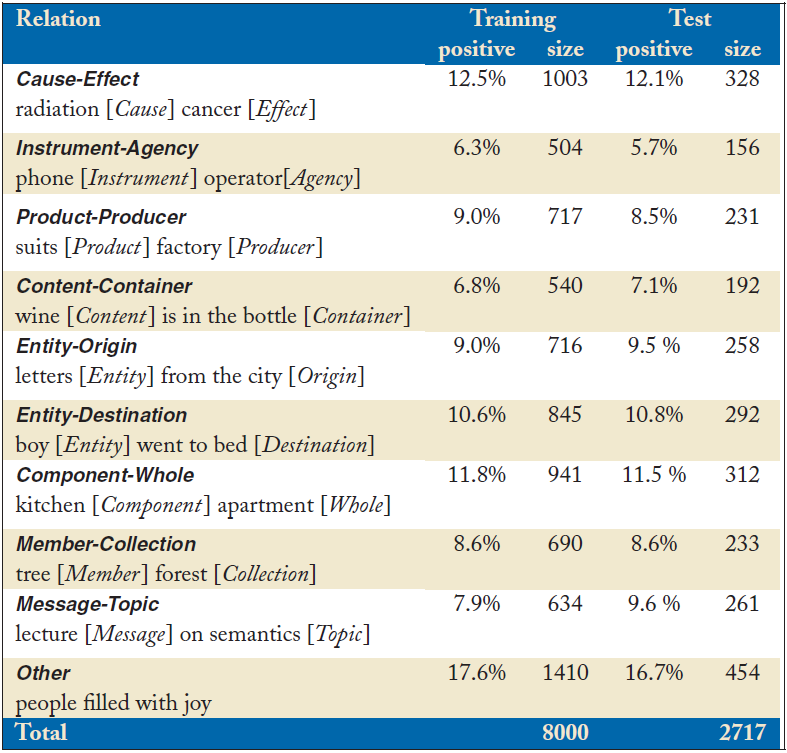 Relation Training Test
positive size positive size
Cause-Effect 12.5% 1003 12.1% 328
radiation [Cause] cancer [Effect]
Instrument-Agency 6.3% 504 5.7% 156
phone [Instrument] operator[Agency]
Product-Producer 9.0% 717 8.5% 231
suits [Product] factory [Producer]
Content-Container 6.8% 540 7.1% 192
wine [Content] is in the bottle [Container]
Entity-Origin 9.0% 716 9.5 % 258
letters [Entity] from the city [Origin]
Entity-Destination 10.6% 845 10.8% 292
boy [Entity] went to bed [Destination]
Component-Whole 11.8% 941 11.5 % 312
kitchen [Component] apartment [Whole]
Member-Collection 8.6% 690 8.6% 233
tree [Member] forest [Collection]
Message-Topic 7.9% 634 9.6 % 261
lecture [Message] on semantics [Topic]
Other 17.6% 1410 16.7% 454
people filled with joy
Total 8000 2717